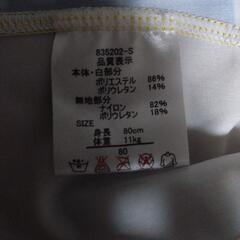 835202-S
品質表示
本体・白部分
ポリエステル 86%
ポリウレタン 14%
無地部分
ナイロン 82%
ポリウレタン 18%
SIZE
身長 80cm
体重 11kg
80